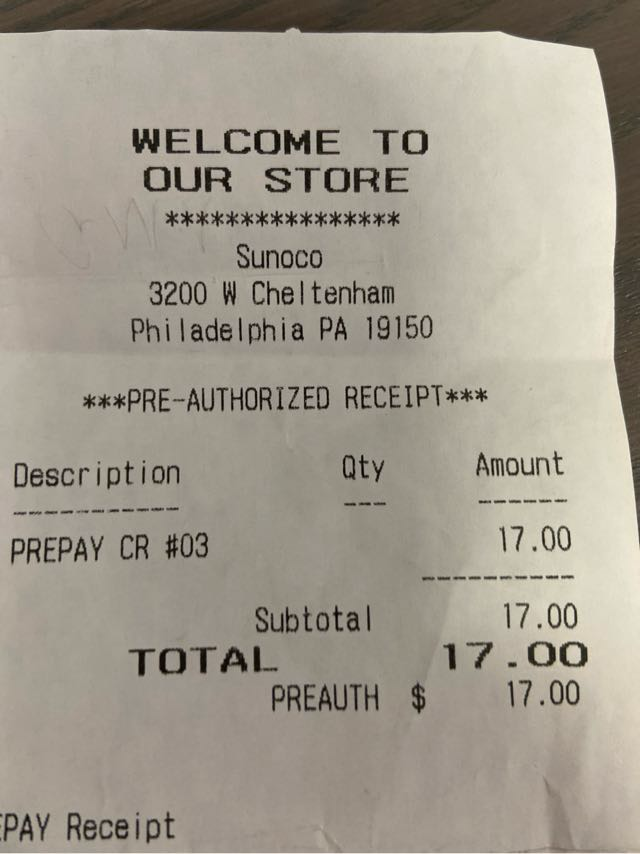 WELCOME TO
OUR STORE
****************
Sunoco
3200 W Cheltenham
Philadelphia PA 19150
***PRE-AUTHORIZED RECEIPT***
Description Qty Amount
PREPAY CR #03 17.00
Subtotal 17.00
TOTAL 17.00
PREAUTH $ 17.00
EPAY Receipt